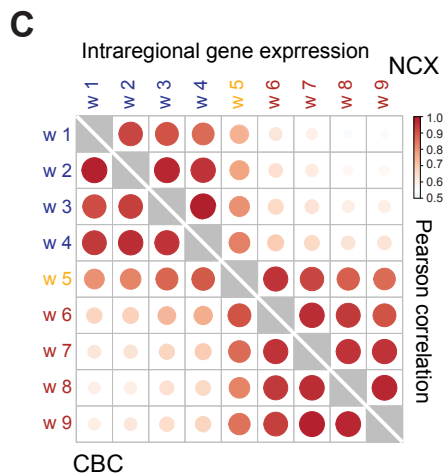 C
Intraregional gene exprression
NCX
w 1 w 2 w 3 w 4 w 5 w 6 w 7 w 8 w 9
w 1
w 2
w 3
w 4
w 5
w 6
w 7
w 8
w 9
1.0
0.9
0.8
0.7
0.6
0.5
Pearson correlation
CBC